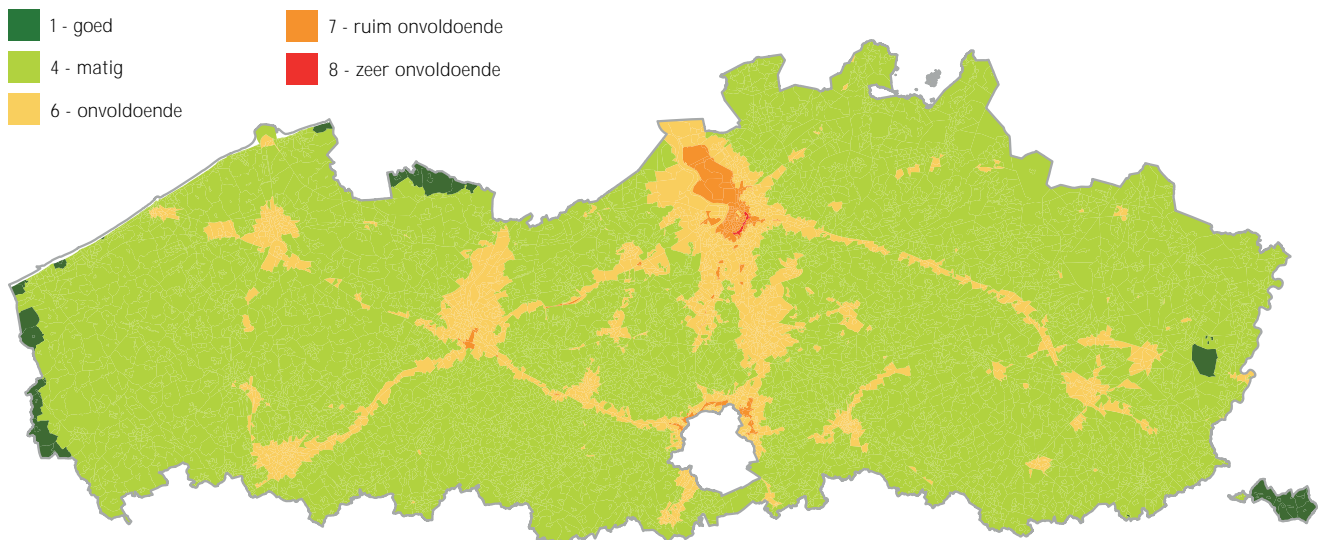 1 - goed
4 - matig
6 - onvoldoende
7 - ruim onvoldoende
8 - zeer onvoldoende